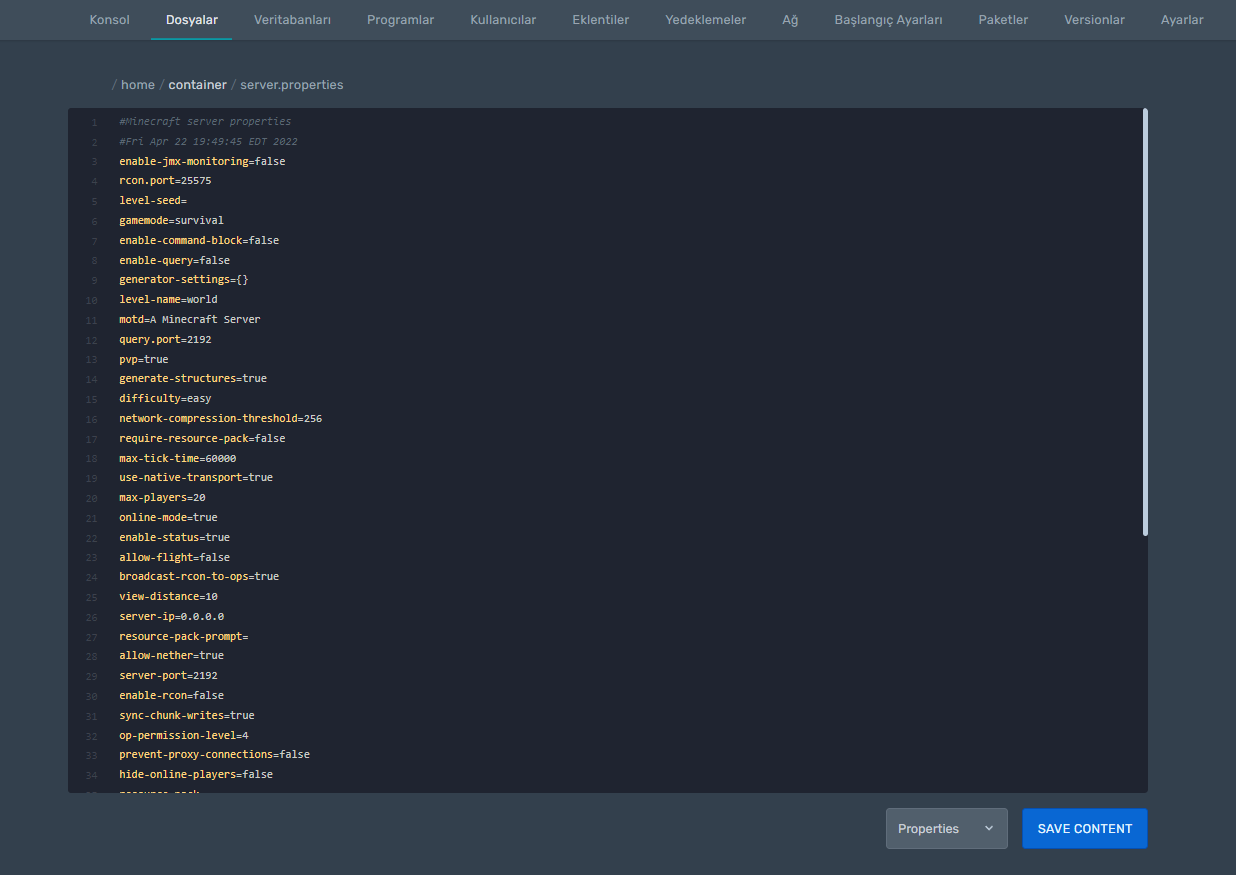 Konsol Dosyalar Veritabanları Programlar Kullanıcılar Eklentiler Yedeklemeler Ağ Başlangıç Ayarları Paketler Versionlar Ayarlar
/ home / container / server.properties
1 #Minecraft server properties
2 #Fri Apr 22 19:49:45 EDT 2022
3 enable-jmx-monitoring=false
4 rcon.port=25575
5 level-seed=
6 gamemode=survival
7 enable-command-block=false
8 enable-query=false
9 generator-settings={}
10 level-name=world
11 motd=A Minecraft Server
12 query.port=2192
13 pvp=true
14 generate-structures=true
15 difficulty=easy
16 network-compression-threshold=256
17 require-resource-pack=false
18 max-tick-time=60000
19 use-native-transport=true
20 max-players=20
21 online-mode=true
22 enable-status=true
23 allow-flight=false
24 broadcast-rcon-to-ops=true
25 view-distance=10
26 server-ip=0.0.0.0
27 resource-pack-prompt=
28 allow-nether=true
29 server-port=2192
30 enable-rcon=false
31 sync-chunk-writes=true
32 op-permission-level=4
33 prevent-proxy-connections=false
34 hide-online-players=false
Properties SAVE CONTENT